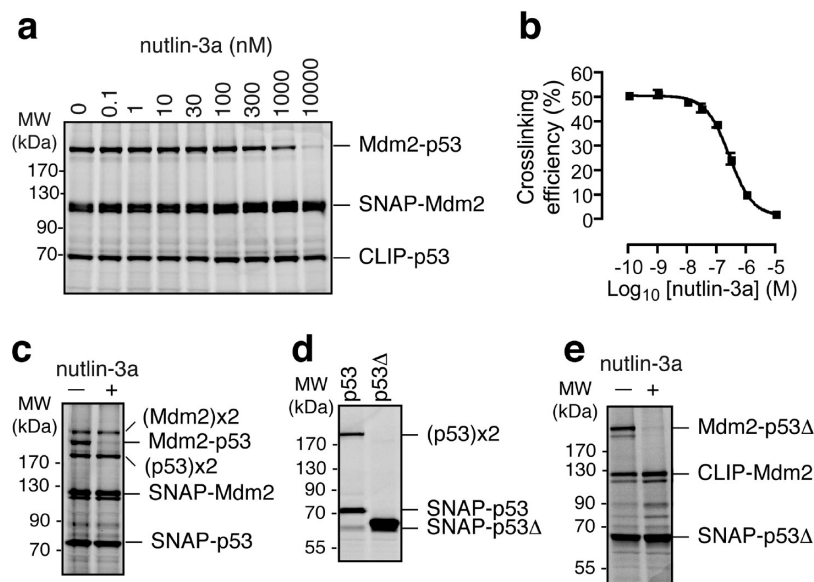 a
nutlin-3a (nM)
0 0.1 1 10 30 100 300 1000 10000
MW
(kDa)
170-
130-
90-
70-
Mdm2-p53
SNAP-Mdm2
CLIP-p53
b
Crosslinking
efficiency (%)
60
50
40
30
20
10
0
-10 -9 -8 -7 -6 -5
Log10 [nutlin-3a] (M)
c
nutlin-3a
— +
MW
(kDa)
170 -
130 -
90 -
70 -
(Mdm2)x2
Mdm2-p53
(p53)x2
SNAP-Mdm2
SNAP-p53
d
p53 p53Δ
MW
(kDa)
170 -
130 -
90 -
70 -
55 -
(p53)x2
SNAP-p53
SNAP-p53Δ
e
nutlin-3a
MW — +
(kDa)
170 -
130 -
90 -
70 -
55 -
Mdm2-p53Δ
CLIP-Mdm2
SNAP-p53Δ